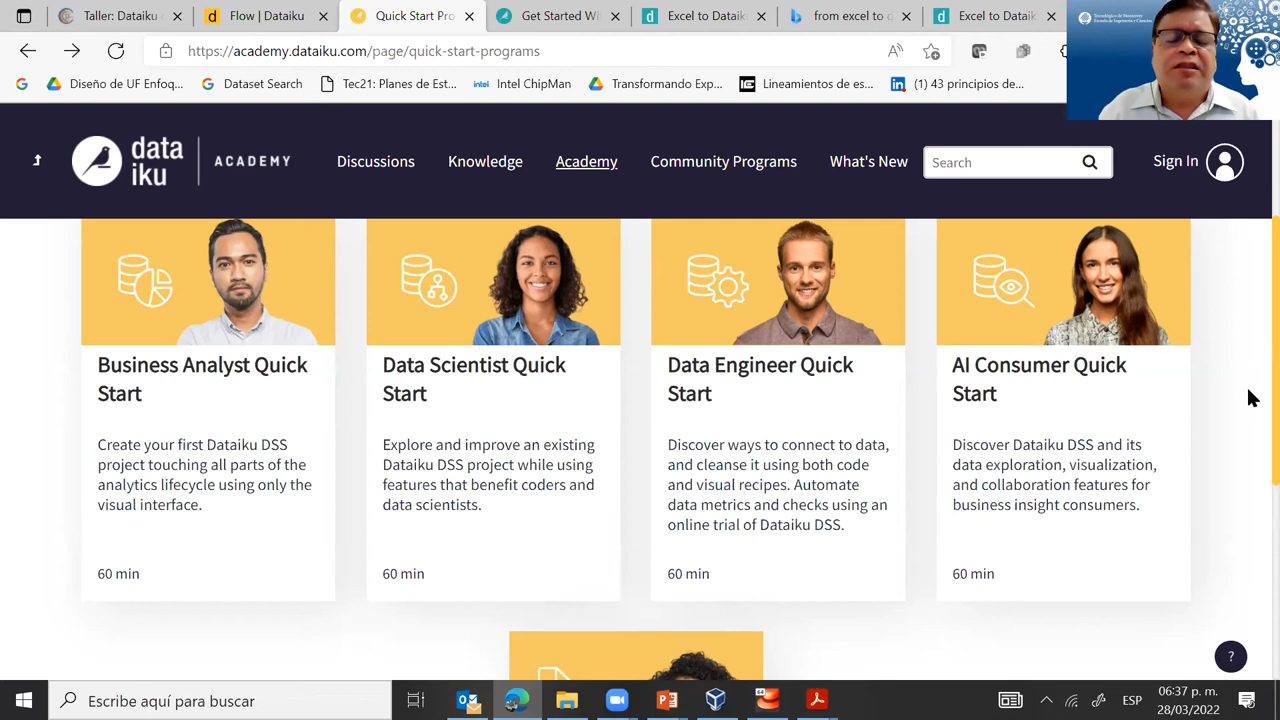 Taller: Dataiku
Flow | Dataiku
Quick Start Pro
Get Started Wi
Excel to Dataik
from excel to d
Excel to Dataik
https://academy.dataiku.com/page/quick-start-programs
Diseño de UF Enfoq...
Dataset Search
Tec21: Planes de Est...
intel Intel ChipMan
Transformando Exp...
Lineamientos de es...
(1) 43 principios de...
Tecnológico de Monterrey
Escuela de Ingeniería y Ciencias
data
iku
ACADEMY
Discussions
Knowledge
Academy
Community Programs
What's New
Search
Sign In
Business Analyst Quick
Start
Create your first Dataiku DSS
project touching all parts of the
analytics lifecycle using only the
visual interface.
60 min
Data Scientist Quick
Start
Explore and improve an existing
Dataiku DSS project while using
features that benefit coders and
data scientists.
60 min
Data Engineer Quick
Start
Discover ways to connect to data,
and cleanse it using both code
and visual recipes. Automate
data metrics and checks using an
online trial of Dataiku DSS.
60 min
AI Consumer Quick
Start
Discover Dataiku DSS and its
data exploration, visualization,
and collaboration features for
business insight consumers.
60 min
?
Escribe aquí para buscar
ESP
06:37 p. m.
28/03/2022